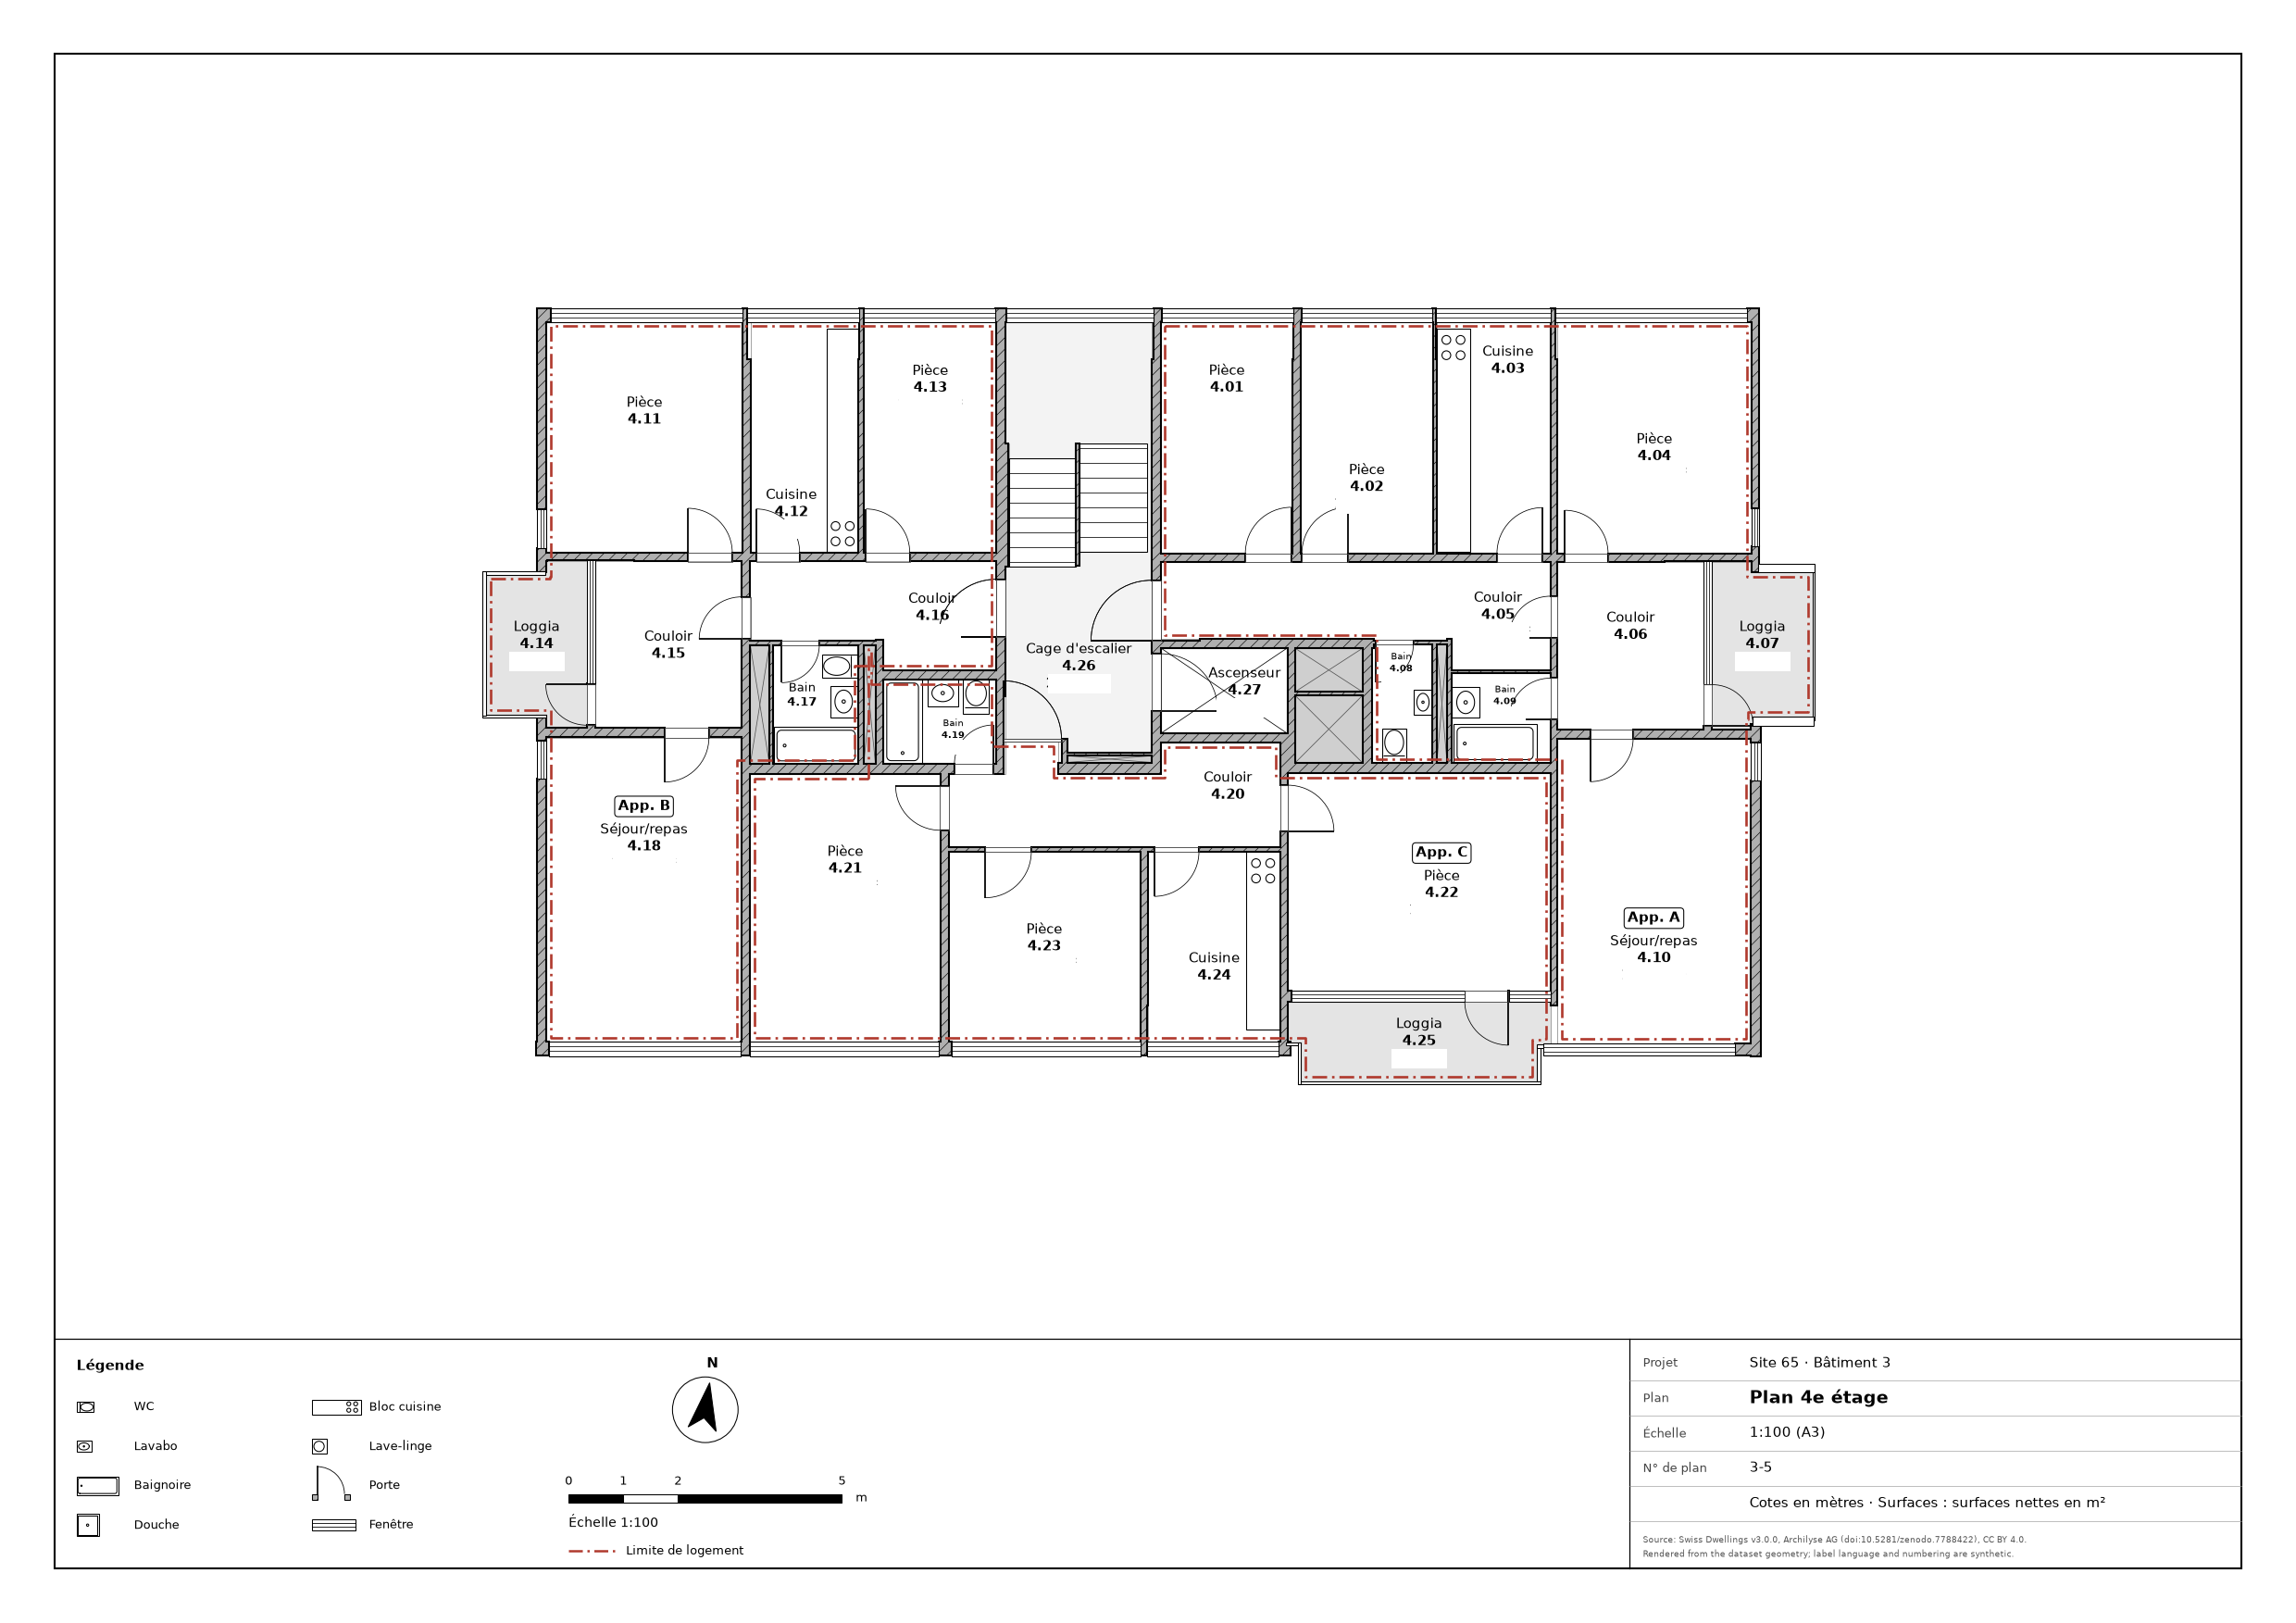 Pièce
4.11
Cuisine
4.12
Pièce
4.13
Pièce
4.01
Pièce
4.02
Cuisine
4.03
Pièce
4.04
Loggia
4.14
Couloir
4.15
Couloir
4.16
Cage d'escalier
4.26
Ascenseur
4.27
Couloir
4.05
Couloir
4.06
Loggia
4.07
Bain
4.08
Bain
4.09
Bain
4.17
Bain
4.19
Couloir
4.20
App. B
Séjour/repas
4.18
Pièce
4.21
Pièce
4.23
Cuisine
4.24
App. C
Pièce
4.22
App. A
Séjour/repas
4.10
Loggia
4.25
Légende
WC
Lavabo
Baignoire
Douche
Bloc cuisine
Lave-linge
Porte
Fenêtre
N
0 1 2 5
m
Échelle 1:100
Limite de logement
Projet Site 65 · Bâtiment 3
Plan Plan 4e étage
Échelle 1:100 (A3)
N° de plan 3-5
Cotes en mètres · Surfaces : surfaces nettes en m²
Source: Swiss Dwellings v3.0.0, Archilyse AG (doi:10.5281/zenodo.7788422), CC BY 4.0.
Rendered from the dataset geometry; label language and numbering are synthetic.